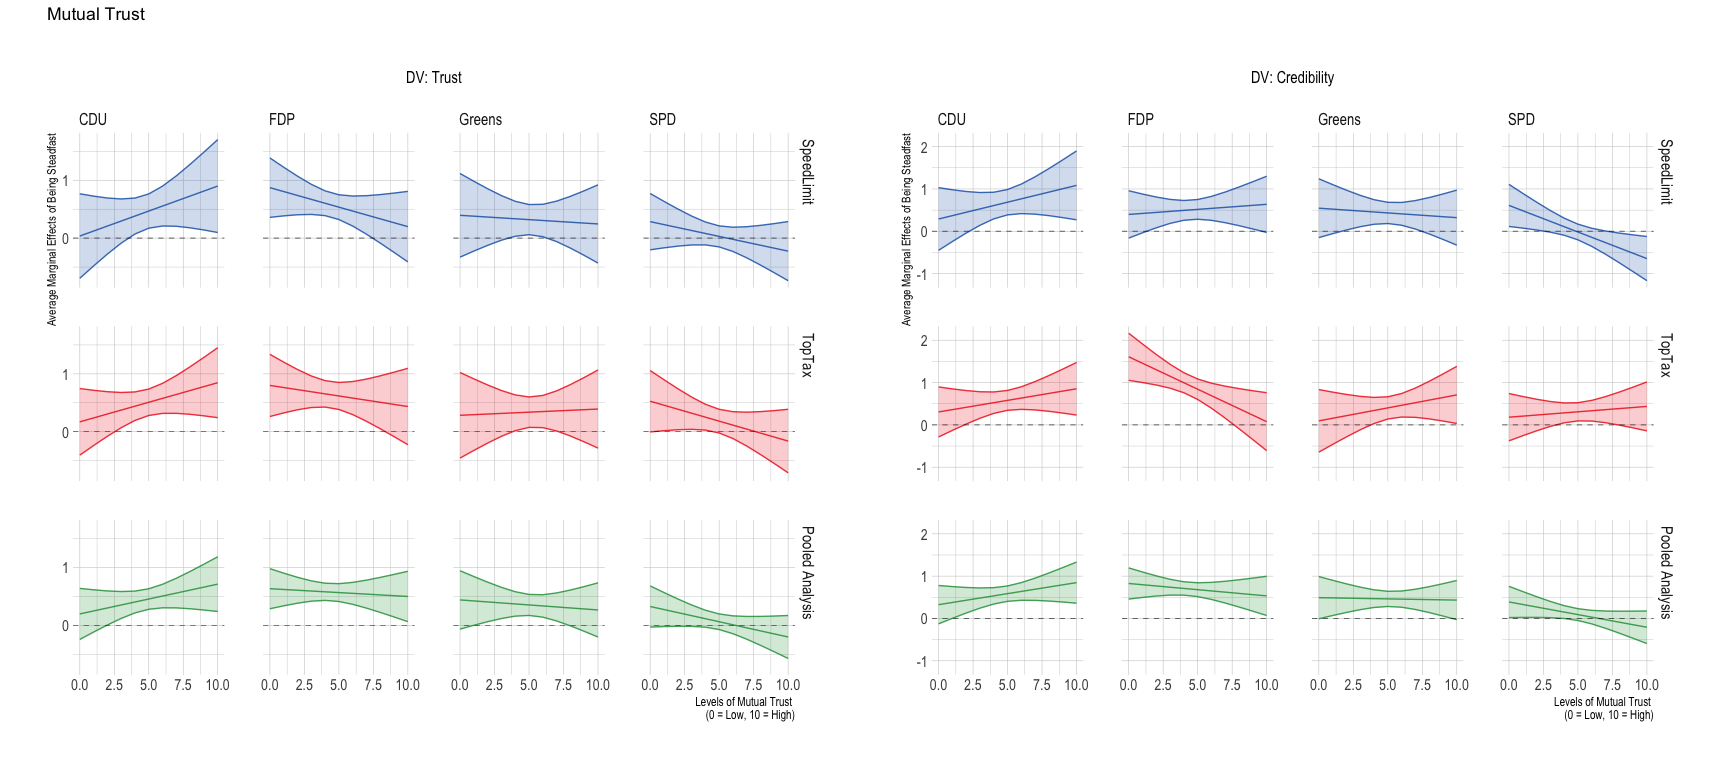 Mutual Trust
DV: Trust
CDU
FDP
Greens
SPD
Average Marginal Effects of Being Steadfast
1
0
SpeedLimit
1
0
TopTax
1
0
Pooled Analysis
0.0 2.5 5.0 7.5 10.0
0.0 2.5 5.0 7.5 10.0
0.0 2.5 5.0 7.5 10.0
0.0 2.5 5.0 7.5 10.0
Levels of Mutual Trust
(0 = Low, 10 = High)
DV: Credibility
CDU
FDP
Greens
SPD
Average Marginal Effects of Being Steadfast
2
1
0
-1
SpeedLimit
2
1
0
-1
TopTax
2
1
0
-1
Pooled Analysis
0.0 2.5 5.0 7.5 10.0
0.0 2.5 5.0 7.5 10.0
0.0 2.5 5.0 7.5 10.0
0.0 2.5 5.0 7.5 10.0
Levels of Mutual Trust
(0 = Low, 10 = High)